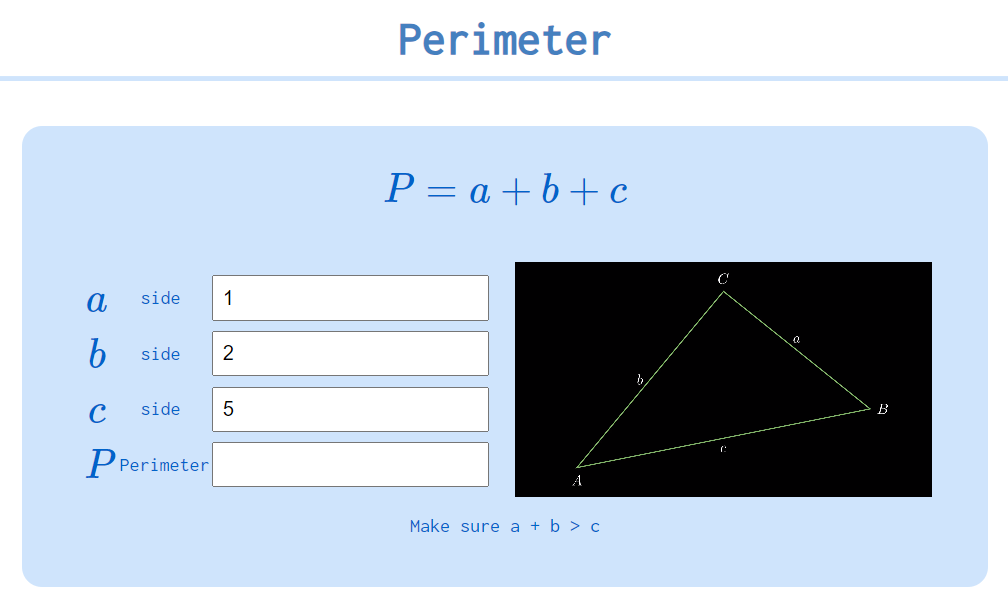 Perimeter
P = a + b + c
a side 1
b side 2
c side 5
P Perimeter
C
a
b
B
c
A
Make sure a + b > c